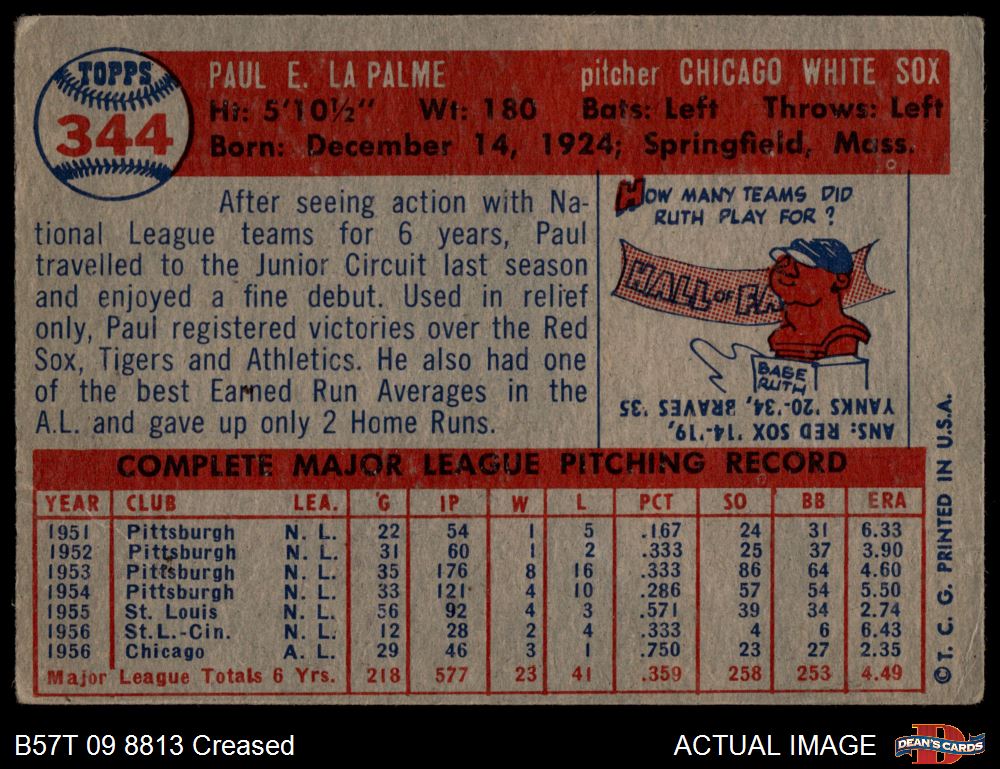 TOPPS
344
PAUL E. LA PALME pitcher CHICAGO WHITE SOX
Ht: 5'10½" Wt: 180 Bats: Left Throws: Left
Born: December 14, 1924; Springfield, Mass.
After seeing action with Na-
tional League teams for 6 years, Paul
travelled to the Junior Circuit last season
and enjoyed a fine debut. Used in relief
only, Paul registered victories over the Red
Sox, Tigers and Athletics. He also had one
of the best Earned Run Averages in the
A.L. and gave up only 2 Home Runs.
HOW MANY TEAMS DID
RUTH PLAY FOR?
HALL OF FA
BABE
RUTH
ANS: RED SOX '14-'19,
YANKS '20-'34, BRAVES '35
COMPLETE MAJOR LEAGUE PITCHING RECORD
YEAR CLUB LEA. G IP W L PCT SO BB ERA
1951 Pittsburgh N. L. 22 54 1 5 .167 24 31 6.33
1952 Pittsburgh N. L. 31 60 1 2 .333 25 37 3.90
1953 Pittsburgh N. L. 35 176 8 16 .333 86 64 4.60
1954 Pittsburgh N. L. 33 121 4 10 .286 57 54 5.50
1955 St. Louis N. L. 56 92 4 3 .571 39 34 2.74
1956 St.L.-Cin. N. L. 12 28 2 4 .333 4 6 6.43
1956 Chicago A. L. 29 46 3 1 .750 23 27 2.35
Major League Totals 6 Yrs. 218 577 23 41 .359 258 253 4.49
© T. C. G. PRINTED IN U.S.A.
B57T 09 8813 Creased
ACTUAL IMAGE
DEAN'S CARDS